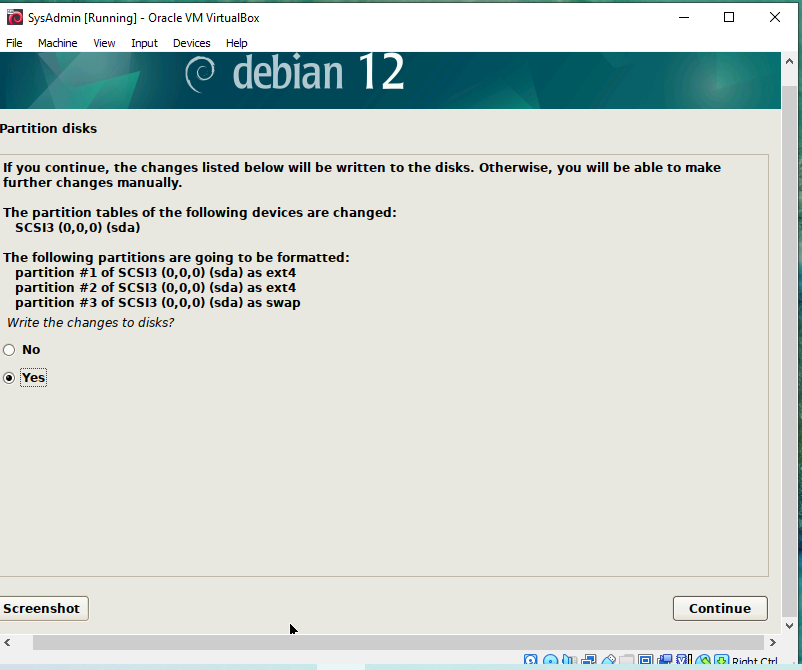 SysAdmin [Running] - Oracle VM VirtualBox
File Machine View Input Devices Help
debian 12
Partition disks
If you continue, the changes listed below will be written to the disks. Otherwise, you will be able to make
further changes manually.
The partition tables of the following devices are changed:
SCSI3 (0,0,0) (sda)
The following partitions are going to be formatted:
partition #1 of SCSI3 (0,0,0) (sda) as ext4
partition #2 of SCSI3 (0,0,0) (sda) as ext4
partition #3 of SCSI3 (0,0,0) (sda) as swap
Write the changes to disks?
No
Yes
Screenshot Continue
Right Ctrl